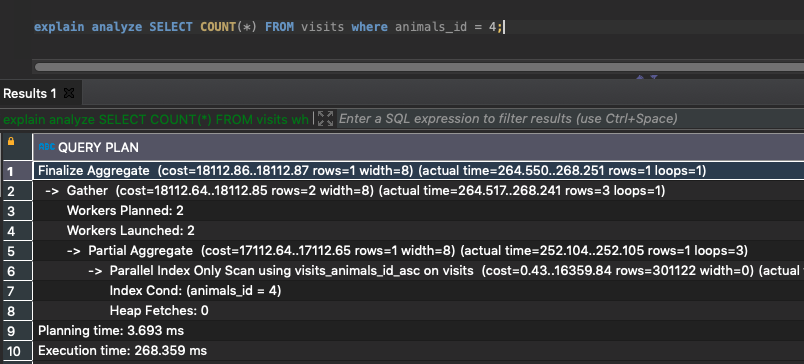 explain analyze SELECT COUNT(*) FROM visits where animals_id = 4;
Results 1
explain analyze SELECT COUNT(*) FROM visits wh
Enter a SQL expression to filter results (use Ctrl+Space)
QUERY PLAN
1 Finalize Aggregate (cost=18112.86..18112.87 rows=1 width=8) (actual time=264.550..268.251 rows=1 loops=1)
2 -> Gather (cost=18112.64..18112.85 rows=2 width=8) (actual time=264.517..268.241 rows=3 loops=1)
3 Workers Planned: 2
4 Workers Launched: 2
5 -> Partial Aggregate (cost=17112.64..17112.65 rows=1 width=8) (actual time=252.104..252.105 rows=1 loops=3)
6 -> Parallel Index Only Scan using visits_animals_id_asc on visits (cost=0.43..16359.84 rows=301122 width=0) (actual
7 Index Cond: (animals_id = 4)
8 Heap Fetches: 0
9 Planning time: 3.693 ms
10 Execution time: 268.359 ms